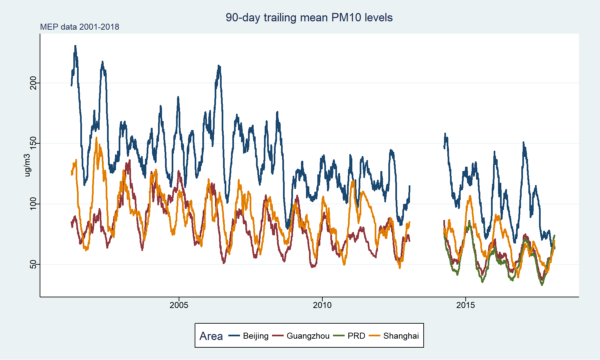 90-day trailing mean PM10 levels
MEP data 2001-2018
ug/m3
200
150
100
50
2005
2010
2015
Area
Beijing
Guangzhou
PRD
Shanghai